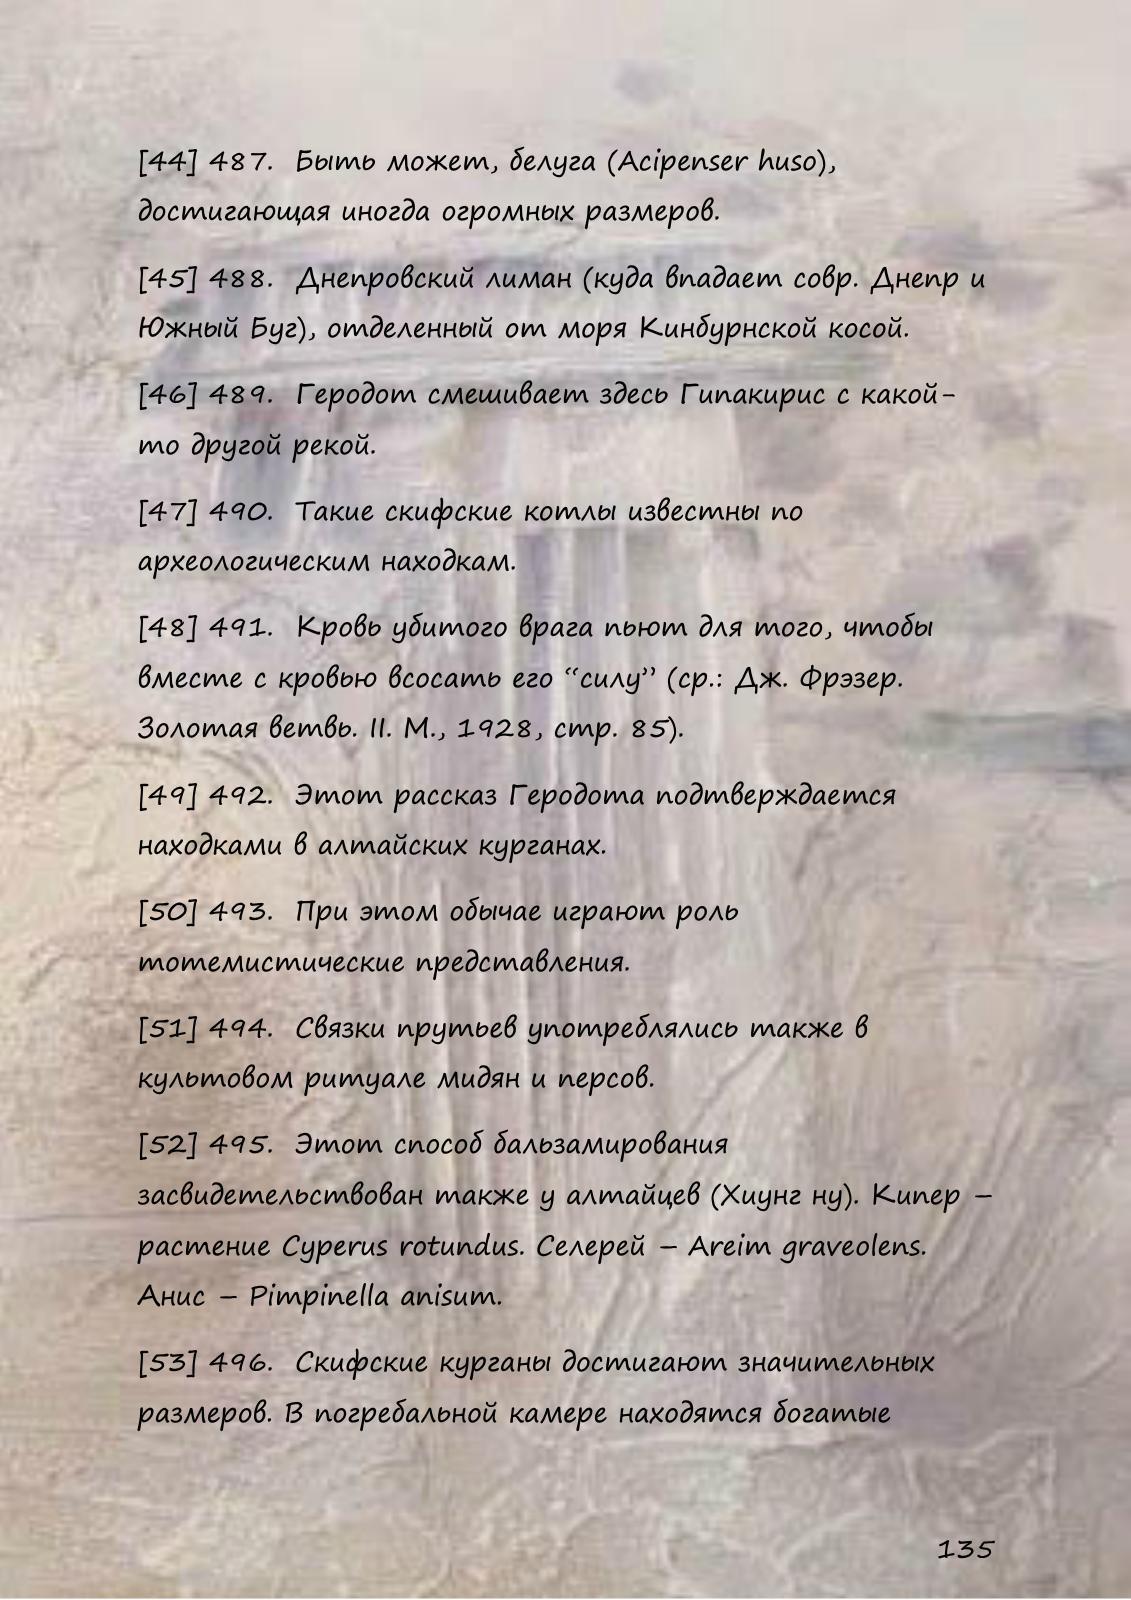 [44] 487. Быть может, белуга (Acipenser huso),
достигающая иногда огромных размеров.
[45] 488. Днепровский лиман (куда впадает совр. Днепр и
Южный Буг), отделенный от моря Кинбурнской косой.
[46] 489. Геродот смешивает здесь Гипакирис с какой-
то другой рекой.
[47] 490. Такие скифские котлы известны по
археологическим находкам.
[48] 491. Кровь убитого врага пьют для того, чтобы
вместе с кровью всосать его “силу” (ср.: Дж. Фрэзер.
Золотая ветвь. II. М., 1928, стр. 85).
[49] 492. Этот рассказ Геродота подтверждается
находками в алтайских курганах.
[50] 493. При этом обычае играют роль
тотемистические представления.
[51] 494. Связки прутьев употреблялись также в
культовом ритуале мидян и персов.
[52] 495. Этот способ бальзамирования
засвидетельствован также у алтайцев (Хиунг ну). Кипер –
растение Cyperus rotundus. Селерей – Areim graveolens.
Анис – Pimpinella anisum.
[53] 496. Скифские курганы достигают значительных
размеров. В погребальной камере находятся богатые
135